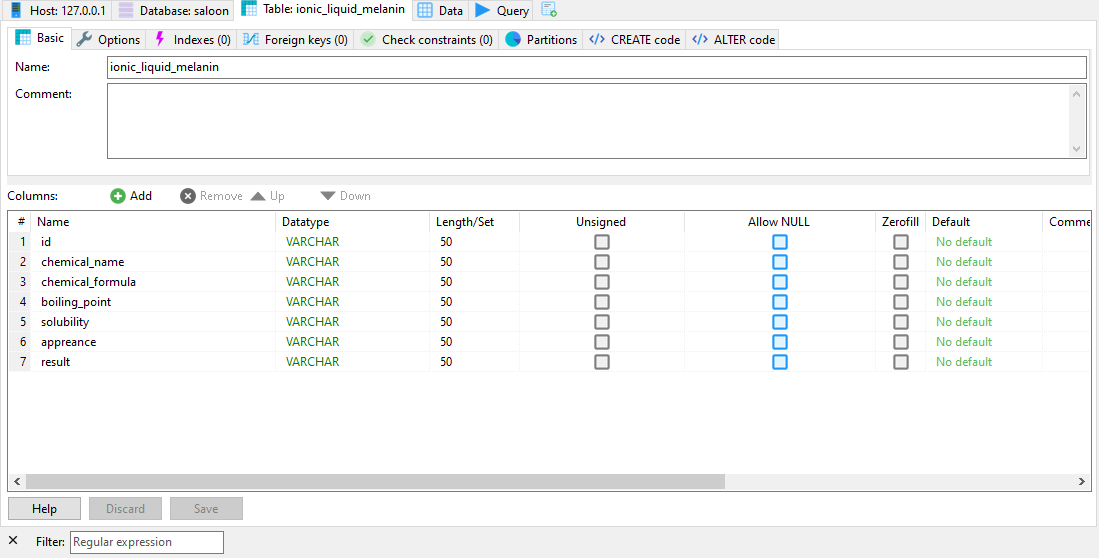 Host: 127.0.0.1 Database: saloon Table: ionic_liquid_melanin Data Query
Basic Options Indexes (0) Foreign keys (0) Check constraints (0) Partitions CREATE code ALTER code
Name: ionic_liquid_melanin
Comment:
Columns: Add Remove Up Down
# Name Datatype Length/Set Unsigned Allow NULL Zerofill Default Comme
1 id VARCHAR 50 No default
2 chemical_name VARCHAR 50 No default
3 chemical_formula VARCHAR 50 No default
4 boiling_point VARCHAR 50 No default
5 solubility VARCHAR 50 No default
6 appreance VARCHAR 50 No default
7 result VARCHAR 50 No default
Help Discard Save
Filter: Regular expression